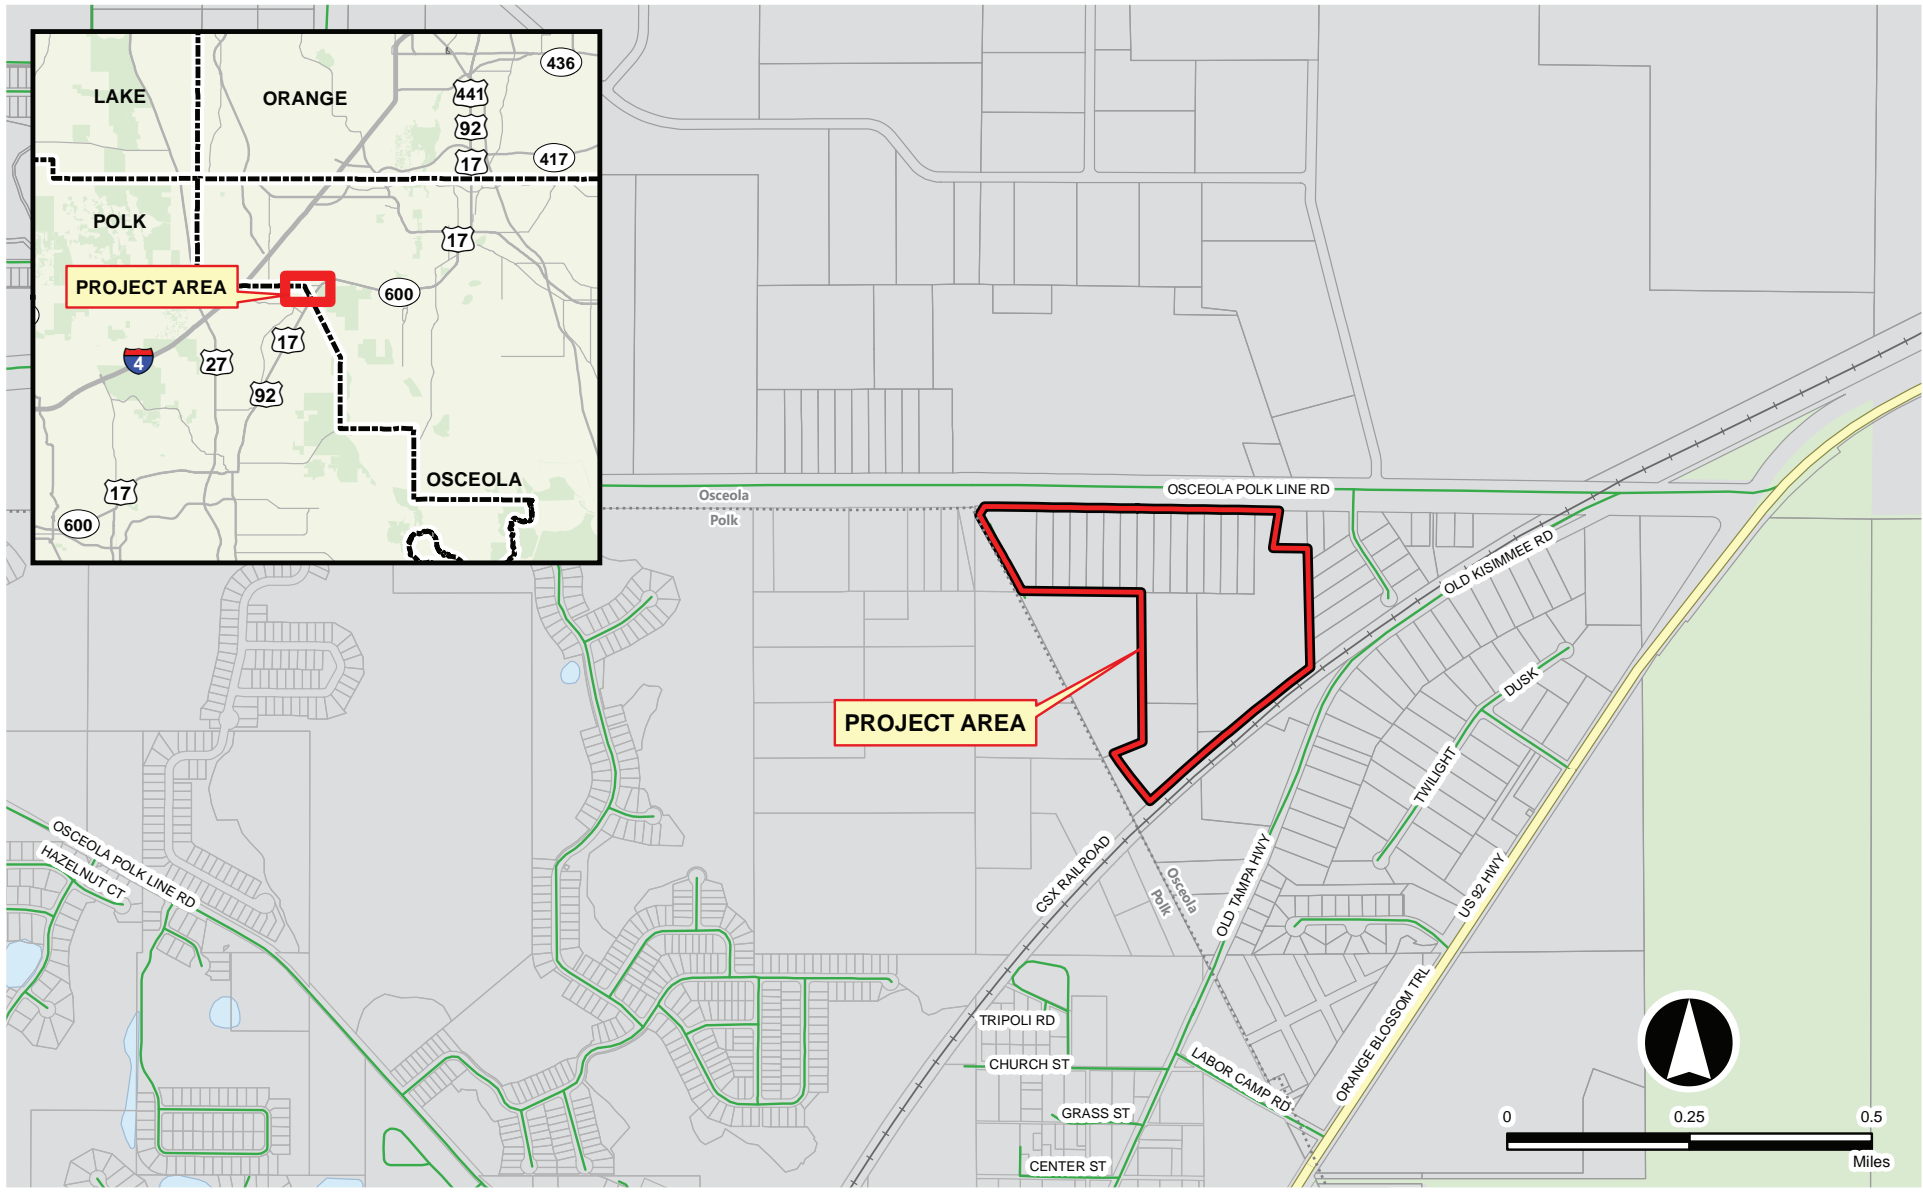 LAKE
ORANGE
436
441
92
17
417
POLK
17
PROJECT AREA
600
17
4
27
92
OSCEOLA
17
600
Osceola
Polk
OSCEOLA POLK LINE RD
OLD KISIMMEE RD
DUSK
PROJECT AREA
TWILIGHT
OSCEOLA POLK LINE RD
HAZELNUT CT
CSX RAILROAD
Osceola
Polk
OLD TAMPA HWY
US 92 HWY
ORANGE BLOSSOM TRL
TRIPOLI RD
CHURCH ST
LABOR CAMP RD
GRASS ST
CENTER ST
0
0.25
0.5
Miles